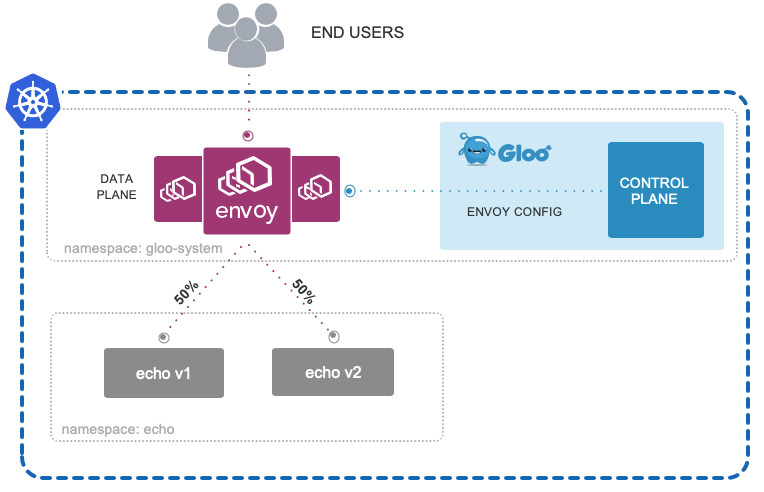 END USERS
Gloo
DATA
PLANE
envoy
CONTROL
PLANE
ENVOY CONFIG
namespace: gloo-system
50%
50%
echo v1
echo v2
namespace: echo